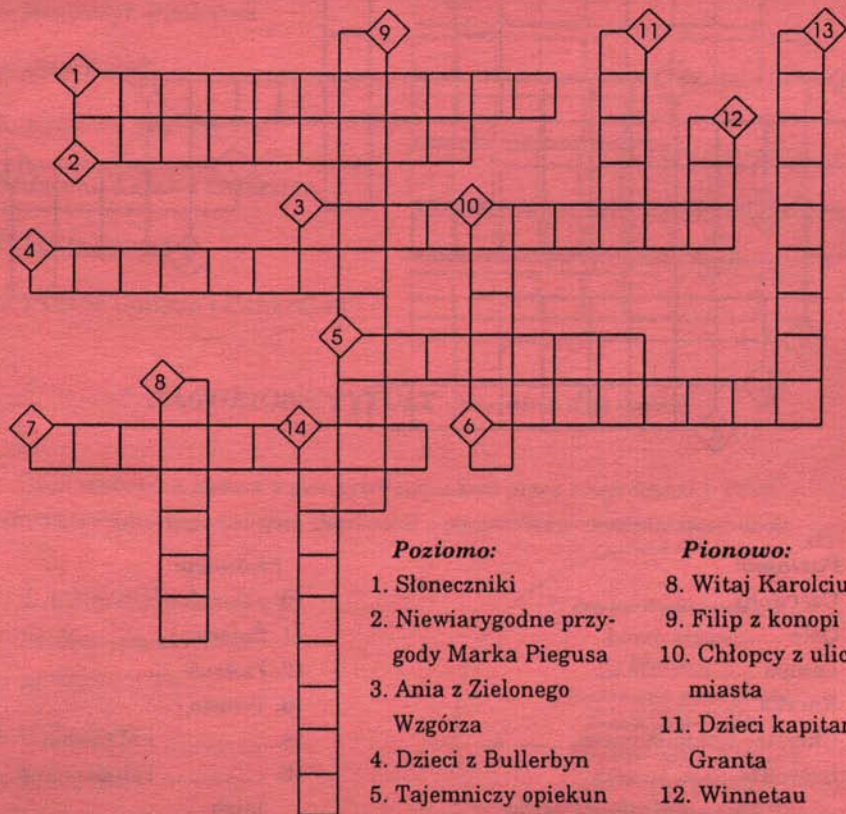 9
11
13
1
12
2
3
10
4
5
8
7
14
6
Poziomo:
1. Słoneczniki
2. Niewiarygodne przy-
gody Marka Piegusa
3. Ania z Zielonego
Wzgórza
4. Dzieci z Bullerbyn
5. Tajemniczy opiekun
Pionowo:
8. Witaj Karolciu
9. Filip z konopi
10. Chłopcy z ulic
miasta
11. Dzieci kapitan
Granta
12. Winnetau